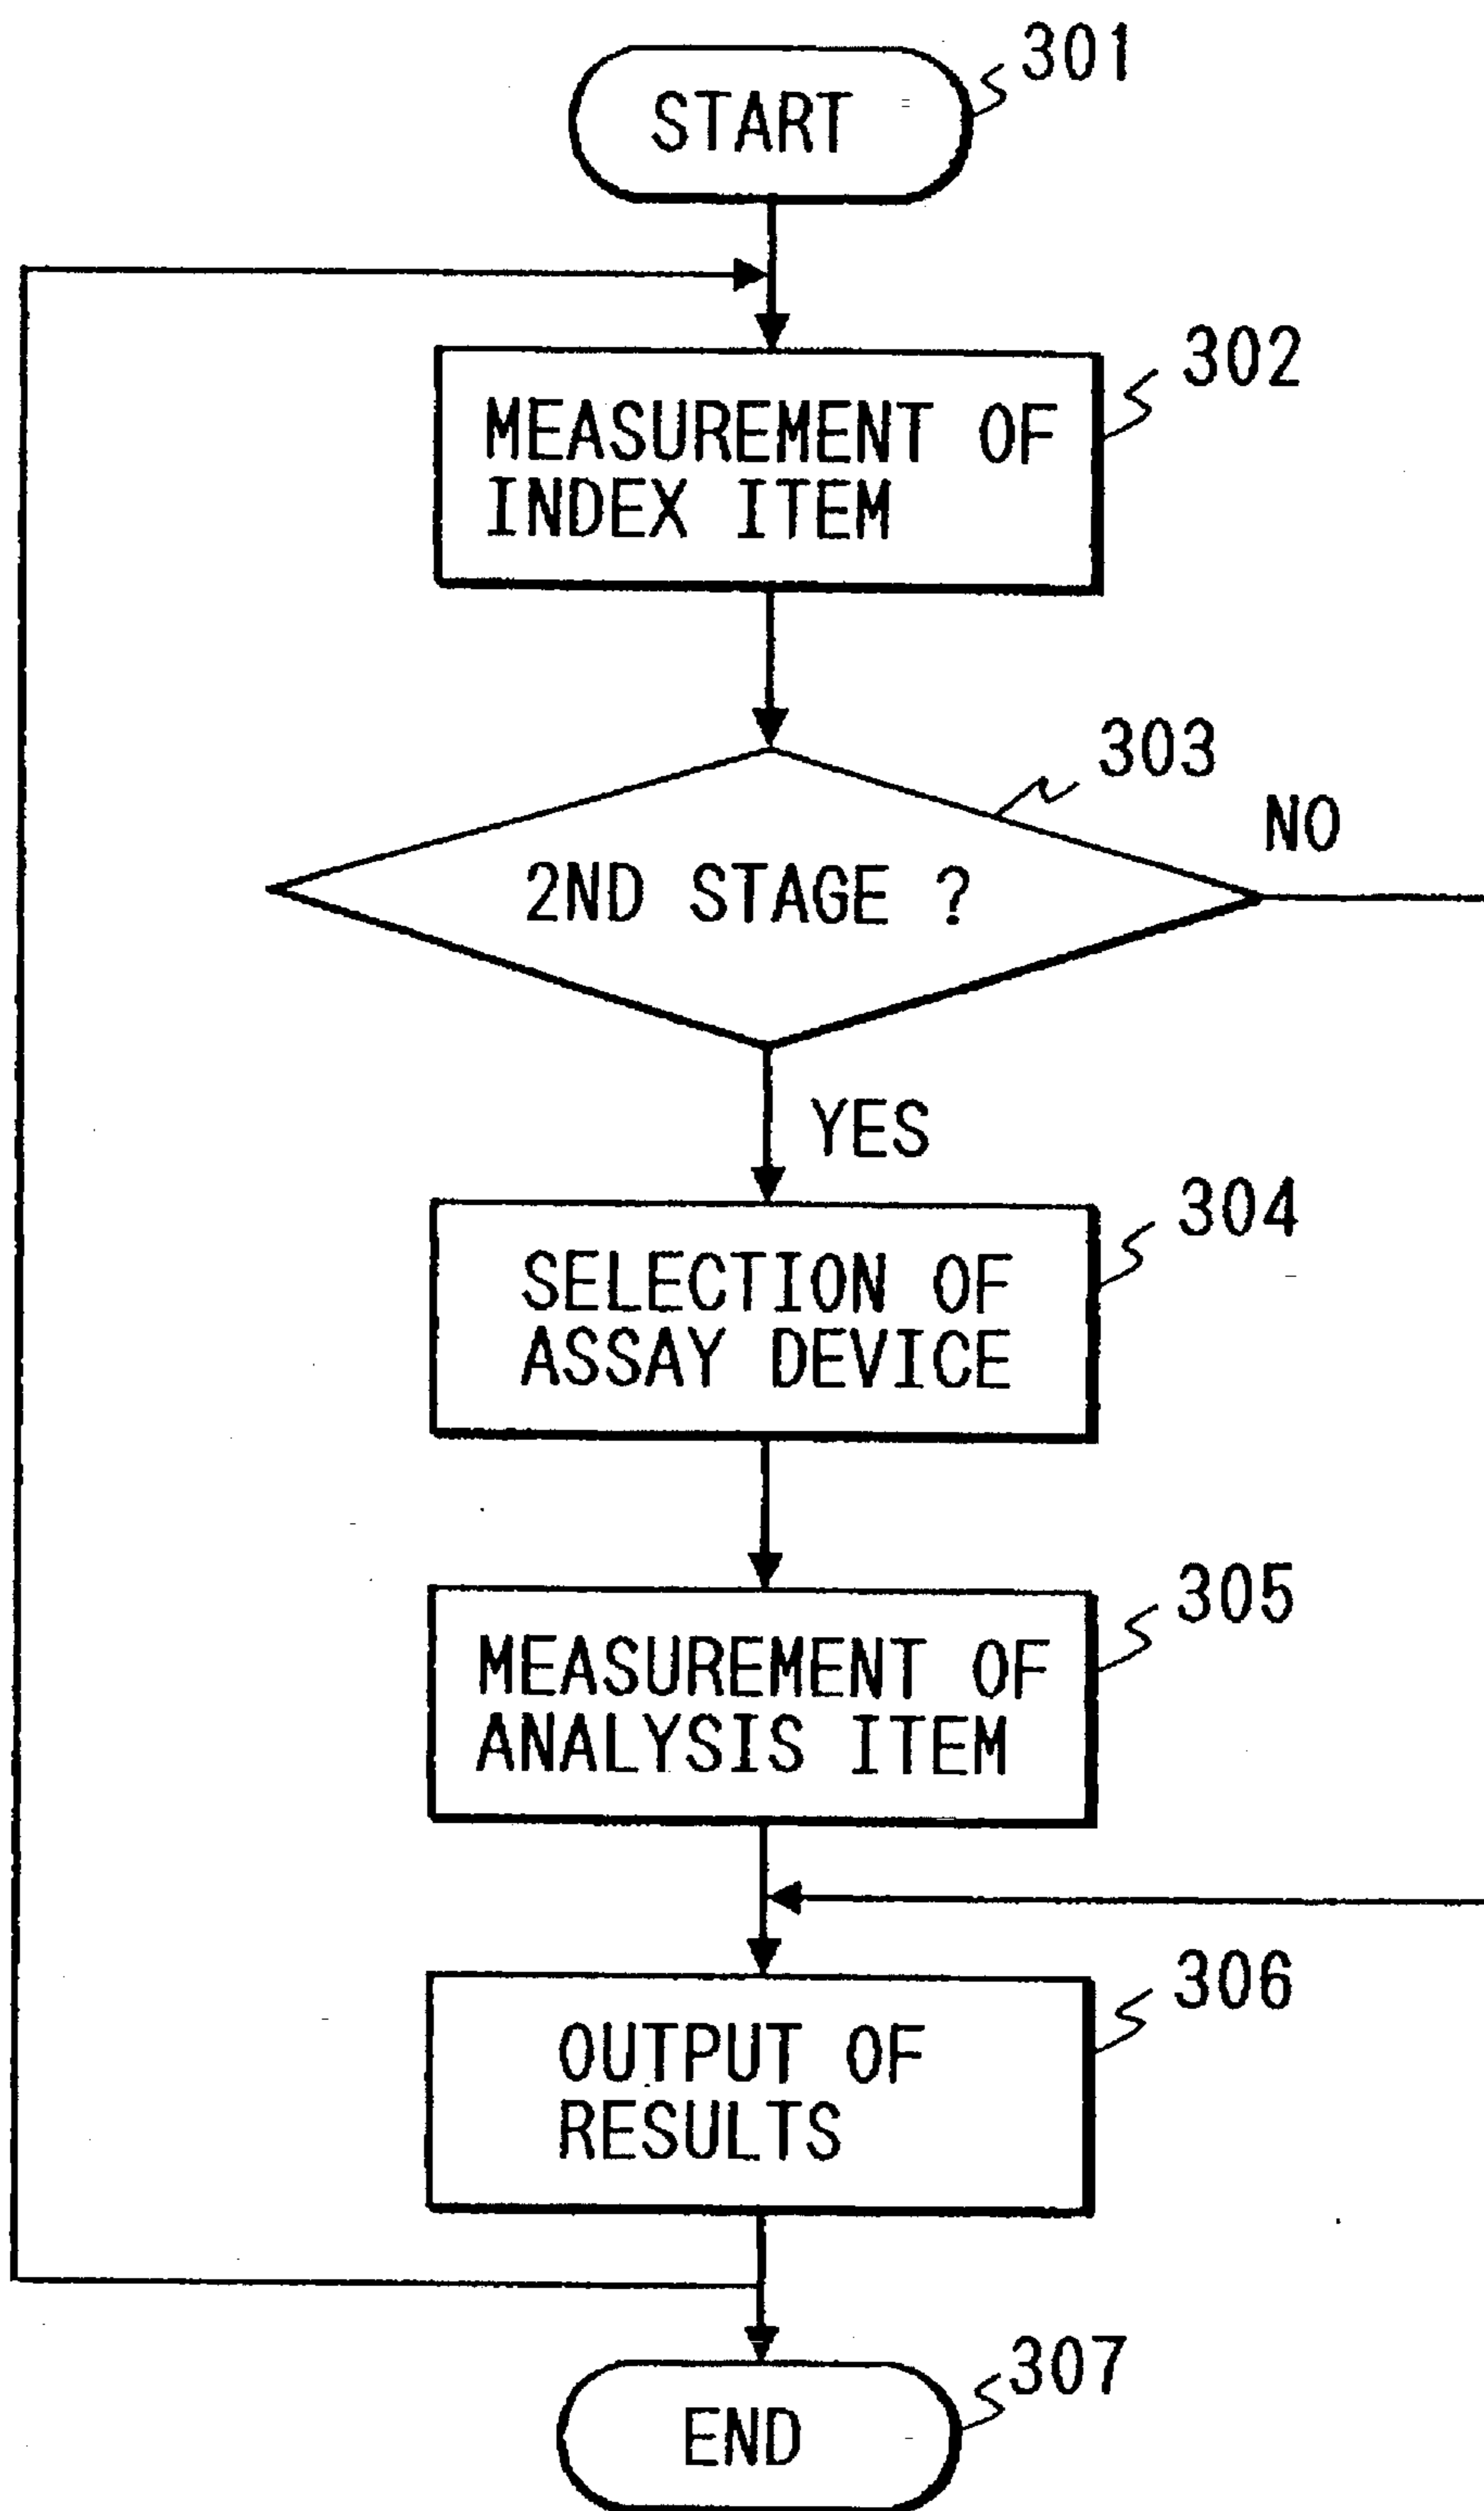 301
START
302
MEASUREMENT OF
INDEX ITEM
303
NO
2ND STAGE ?
YES
304
SELECTION OF
ASSAY DEVICE
305
MEASUREMENT OF
ANALYSIS ITEM
306
OUTPUT OF
RESULTS
307
END